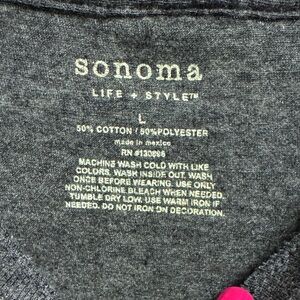 sonoma
LIFE + STYLE™
L
50% COTTON / 50%POLYESTER
made in mexico
RN #130696
MACHINE WASH COLD WITH LIKE
COLORS. WASH INSIDE OUT. WASH
ONCE BEFORE WEARING. USE ONLY
NON-CHLORINE BLEACH WHEN NEEDED.
TUMBLE DRY LOW. USE WARM IRON IF
NEEDED. DO NOT IRON ON DECORATION.